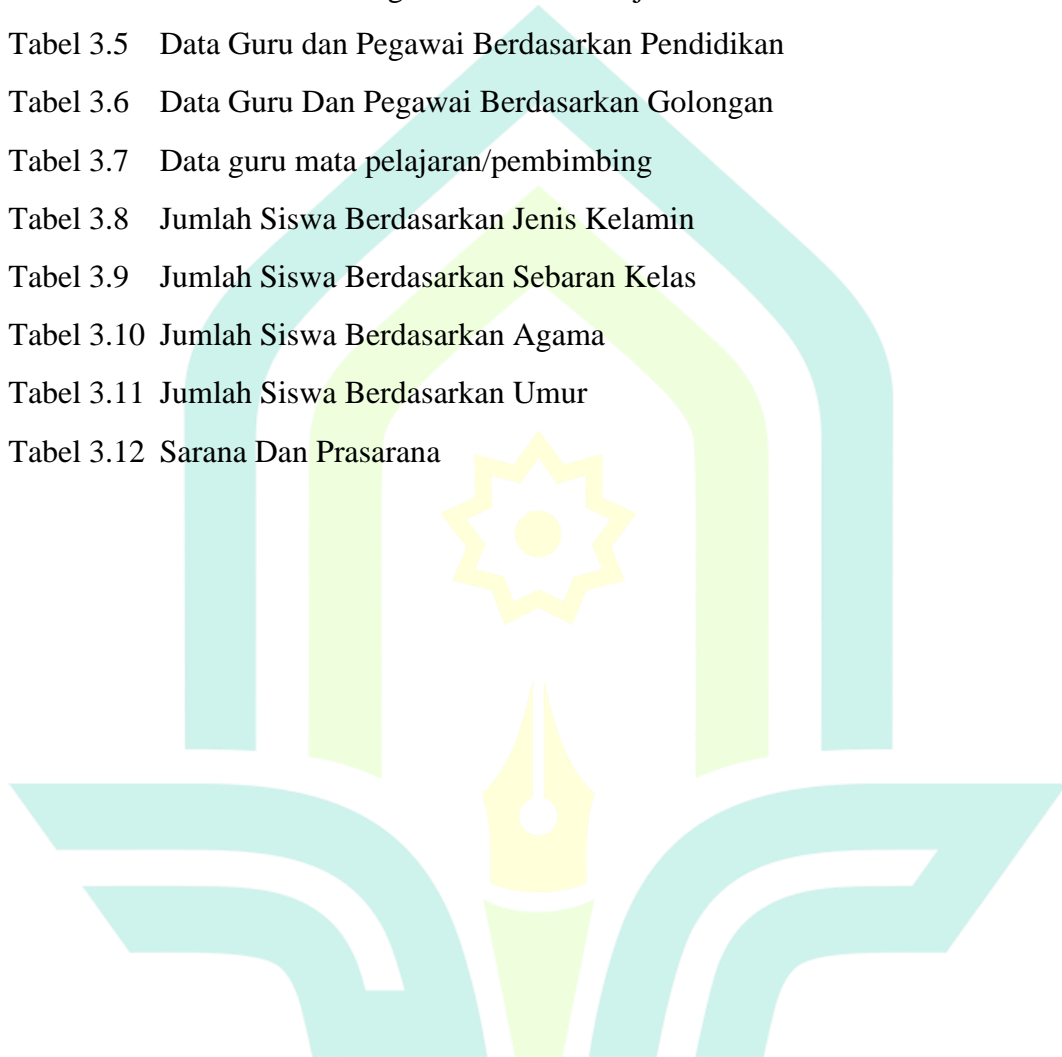 Tabel 3.5 Data Guru dan Pegawai Berdasarkan Pendidikan
Tabel 3.6 Data Guru Dan Pegawai Berdasarkan Golongan
Tabel 3.7 Data guru mata pelajaran/pembimbing
Tabel 3.8 Jumlah Siswa Berdasarkan Jenis Kelamin
Tabel 3.9 Jumlah Siswa Berdasarkan Sebaran Kelas
Tabel 3.10 Jumlah Siswa Berdasarkan Agama
Tabel 3.11 Jumlah Siswa Berdasarkan Umur
Tabel 3.12 Sarana Dan Prasarana